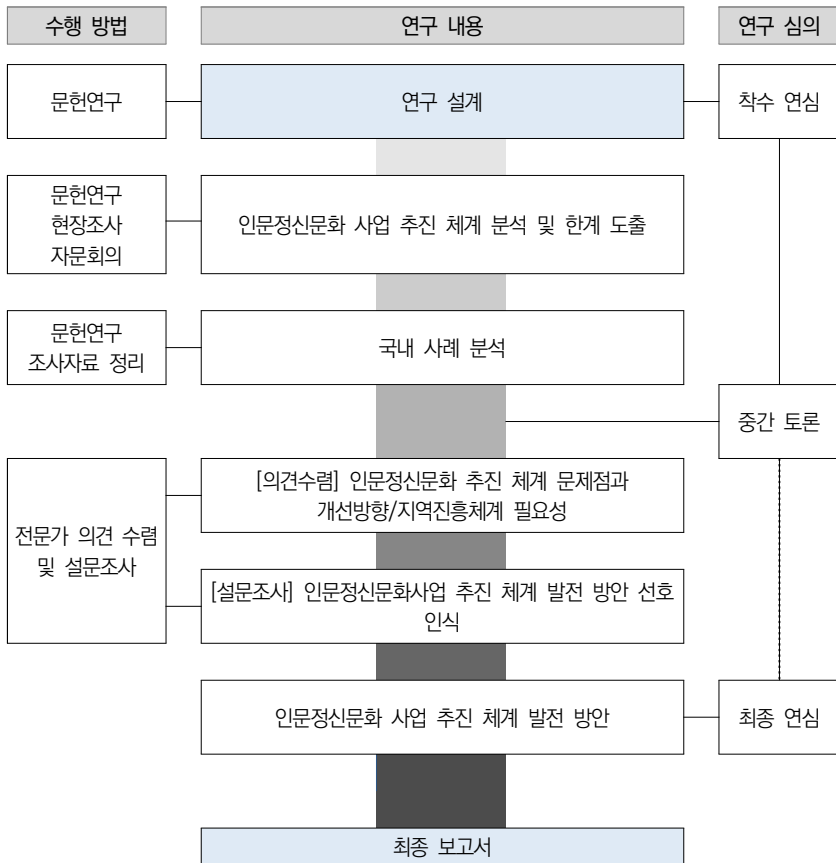 수행 방법
연구 내용
연구 심의
문헌연구
연구 설계
착수 연심
문헌연구
현장조사
자문회의
인문정신문화 사업 추진 체계 분석 및 한계 도출
문헌연구
조사자료 정리
국내 사례 분석
중간 토론
전문가 의견 수렴
및 설문조사
[의견수렴] 인문정신문화 추진 체계 문제점과
개선방향/지역진흥체계 필요성
[설문조사] 인문정신문화사업 추진 체계 발전 방안 선호
인식
인문정신문화 사업 추진 체계 발전 방안
최종 연심
최종 보고서